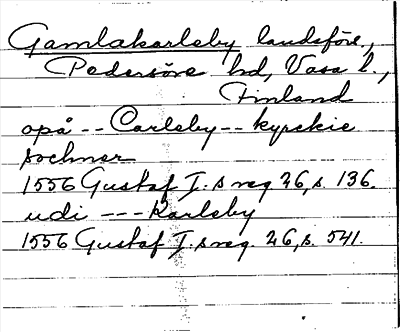 Gamlakarleby landsförs.,
Pedersöre hd, Vasa l.,
Finland
opå -- Carleby -- kyrckie
sochner
1556 Gustaf I:s reg 26, s. 136.
udi --- Karleby
1556 Gustaf I:s reg. 26, s. 541.